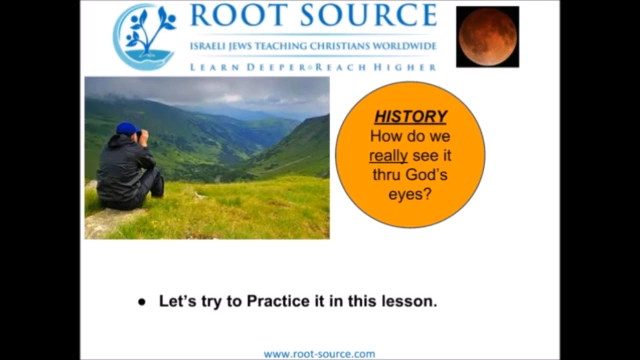 ROOT SOURCE
ISRAELI JEWS TEACHING CHRISTIANS WORLDWIDE
LEARN DEEPER○REACH HIGHER
HISTORY
How do we
really see it
thru God's
eyes?
● Let's try to Practice it in this lesson.
www.root-source.com